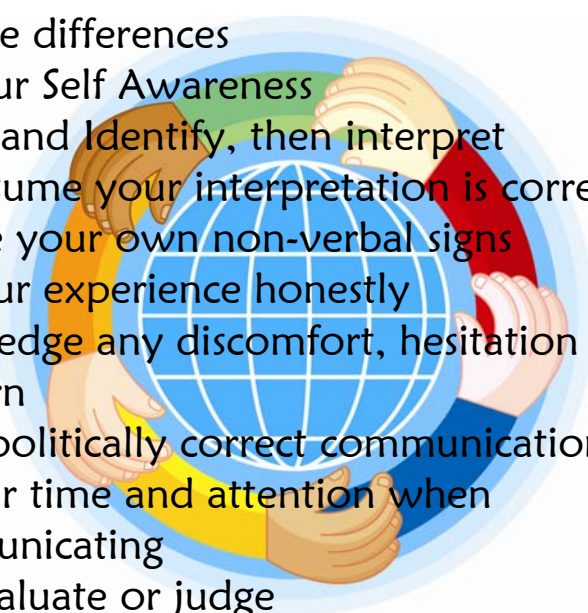 e differences
ur Self Awareness
and Identify, then interpret
ume your interpretation is corre
e your own non-verbal signs
ur experience honestly
edge any discomfort, hesitation
rn
politically correct communication
r time and attention when
unicating
aluate or judge